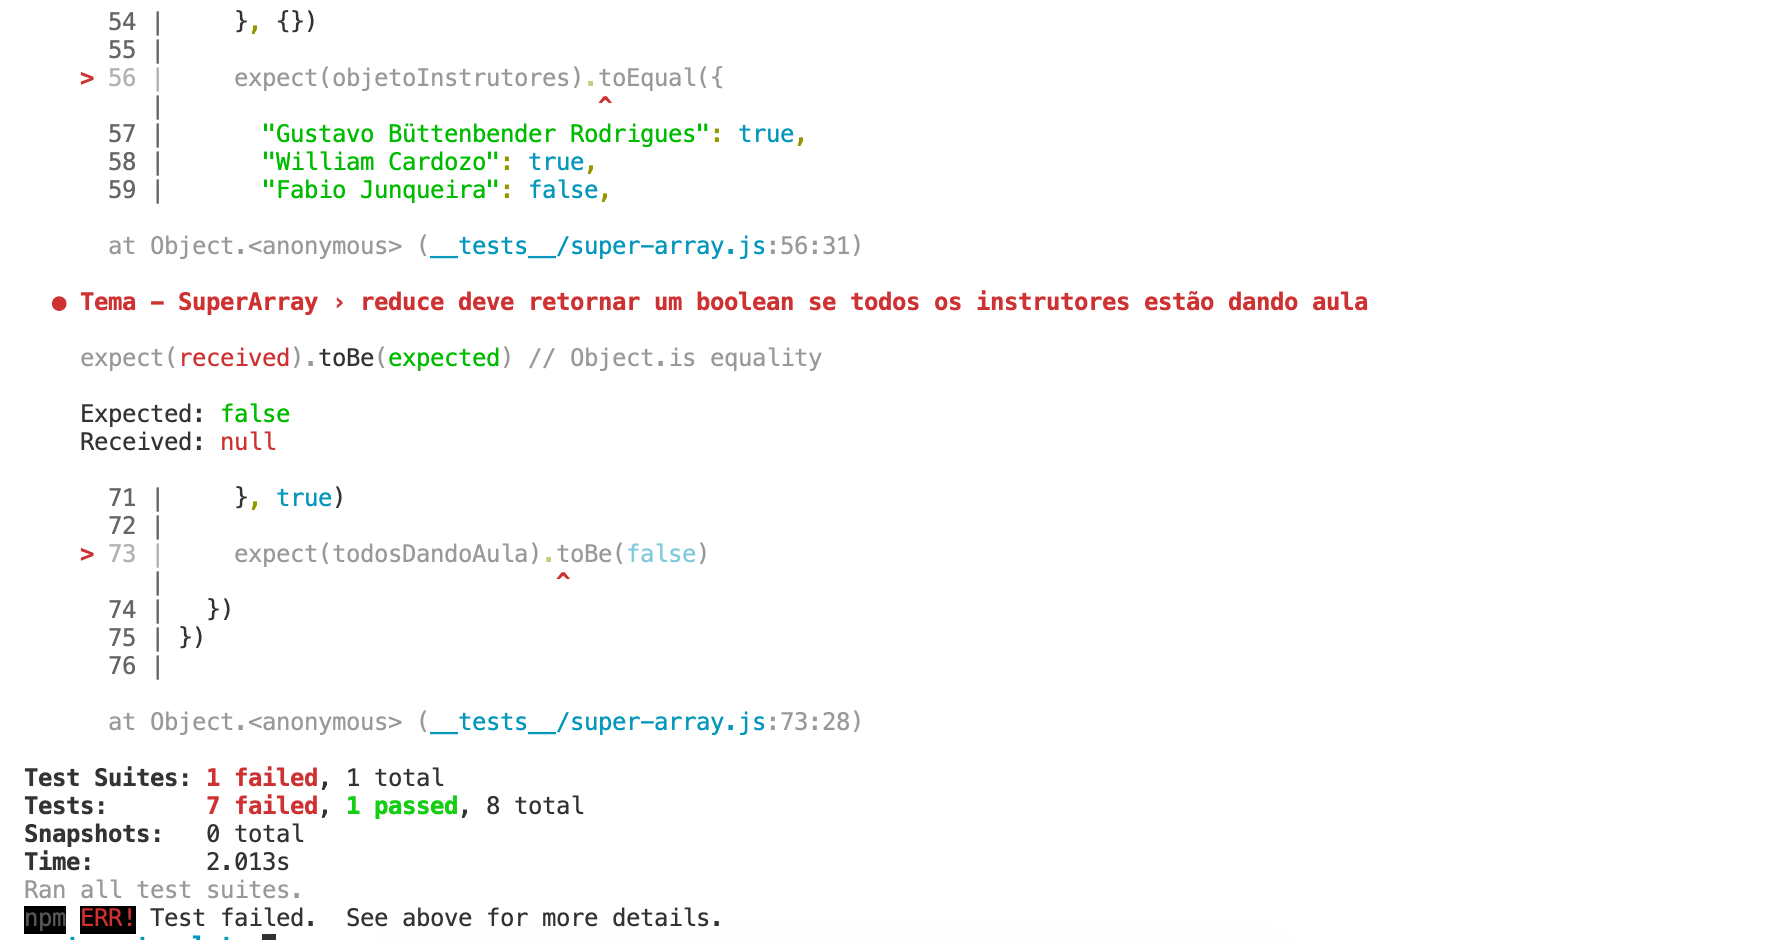 54 |     }, {})
55 |
> 56 |     expect(objetoInstrutores).toEqual({
|                               ^
57 |       "Gustavo Büttenbender Rodrigues": true,
58 |       "William Cardozo": true,
59 |       "Fabio Junqueira": false,
at Object.<anonymous> (__tests__/super-array.js:56:31)
● Tema - SuperArray › reduce deve retornar um boolean se todos os instrutores estão dando aula
expect(received).toBe(expected) // Object.is equality
Expected: false
Received: null
71 |     }, true)
72 |
> 73 |     expect(todosDandoAula).toBe(false)
|                            ^
74 |   })
75 | })
76 |
at Object.<anonymous> (__tests__/super-array.js:73:28)
Test Suites: 1 failed, 1 total
Tests:       7 failed, 1 passed, 8 total
Snapshots:   0 total
Time:        2.013s
Ran all test suites.
npm ERR! Test failed.  See above for more details.